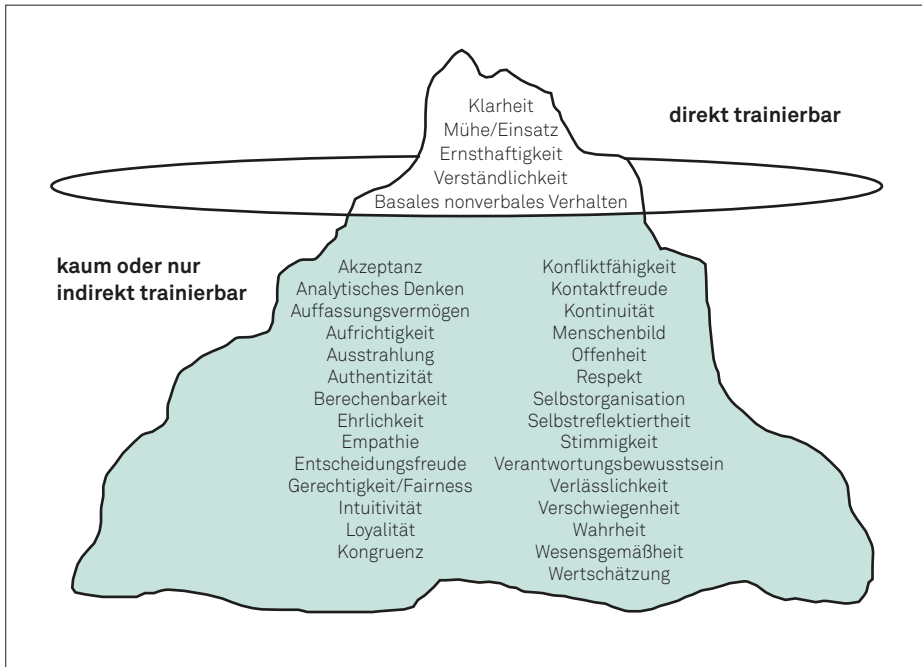 Klarheit
Mühe/Einsatz
Ernsthaftigkeit
Verständlichkeit
Basales nonverbales Verhalten
direkt trainierbar
kaum oder nur
indirekt trainierbar
Akzeptanz
Analytisches Denken
Auffassungsvermögen
Aufrichtigkeit
Ausstrahlung
Authentizität
Berechenbarkeit
Ehrlichkeit
Empathie
Entscheidungsfreude
Gerechtigkeit/Fairness
Intuitivität
Loyalität
Kongruenz
Konfliktfähigkeit
Kontaktfreude
Kontinuität
Menschenbild
Offenheit
Respekt
Selbstorganisation
Selbstreflektiertheit
Stimmigkeit
Verantwortungsbewusstsein
Verlässlichkeit
Verschwiegenheit
Wahrheit
Wesensgemäßheit
Wertschätzung